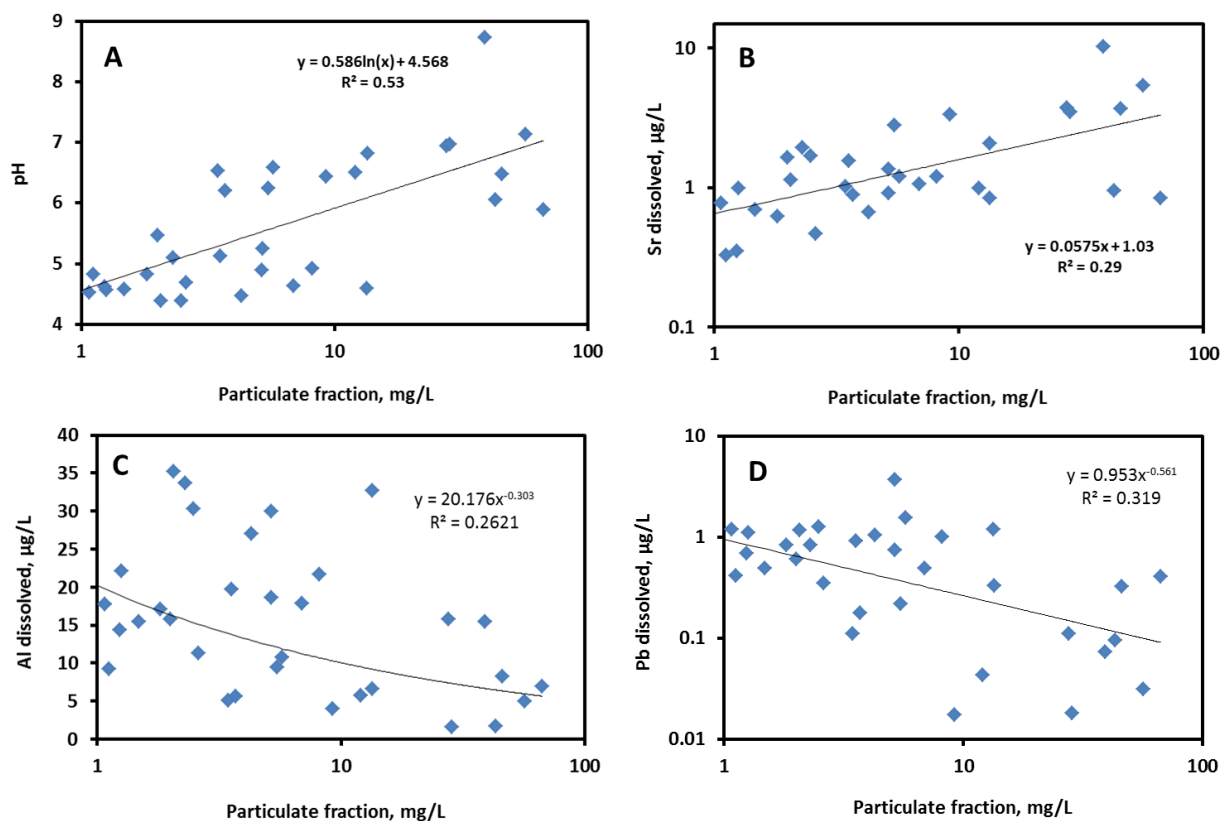 A
y = 0.586ln(x) + 4.568
R² = 0.53
pH
9
8
7
6
5
4
1
10
100
Particulate fraction, mg/L
B
Sr dissolved, µg/L
10
1
0.1
y = 0.0575x + 1.03
R² = 0.29
1
10
100
Particulate fraction, mg/L
C
y = 20.176x⁻⁰·³⁰³
R² = 0.2621
Al dissolved, µg/L
40
35
30
25
20
15
10
5
0
1
10
100
Particulate fraction, mg/L
D
y = 0.953x⁻⁰·⁵⁶¹
R² = 0.319
Pb dissolved, µg/L
10
1
0.1
0.01
1
10
100
Particulate fraction, mg/L